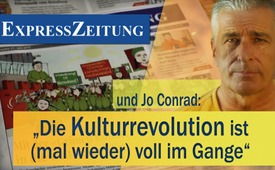 EXPRESSZEITUNG
und Jo Conrad:
„Die Kulturrevolution ist
(mal wieder) voll im Gange“